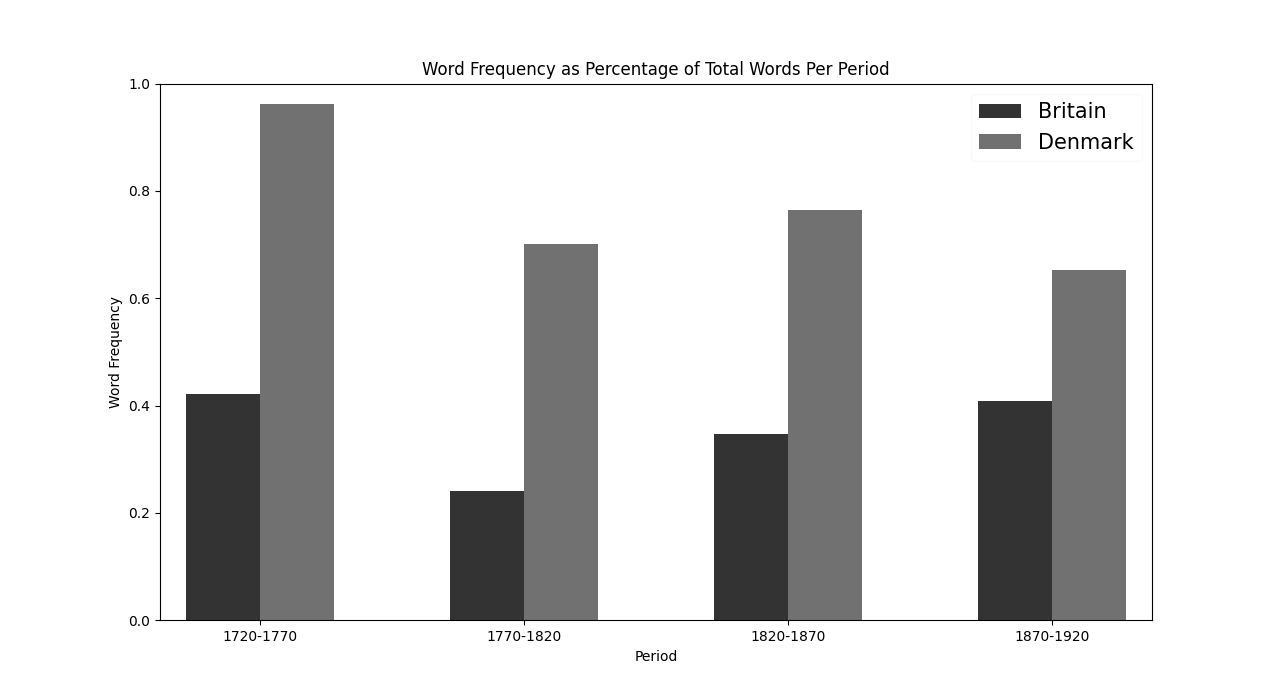 Word Frequency as Percentage of Total Words Per Period
Britain
Denmark
1.0
0.8
0.6
0.4
0.2
0.0
Word Frequency
1720-1770
1770-1820
1820-1870
1870-1920
Period